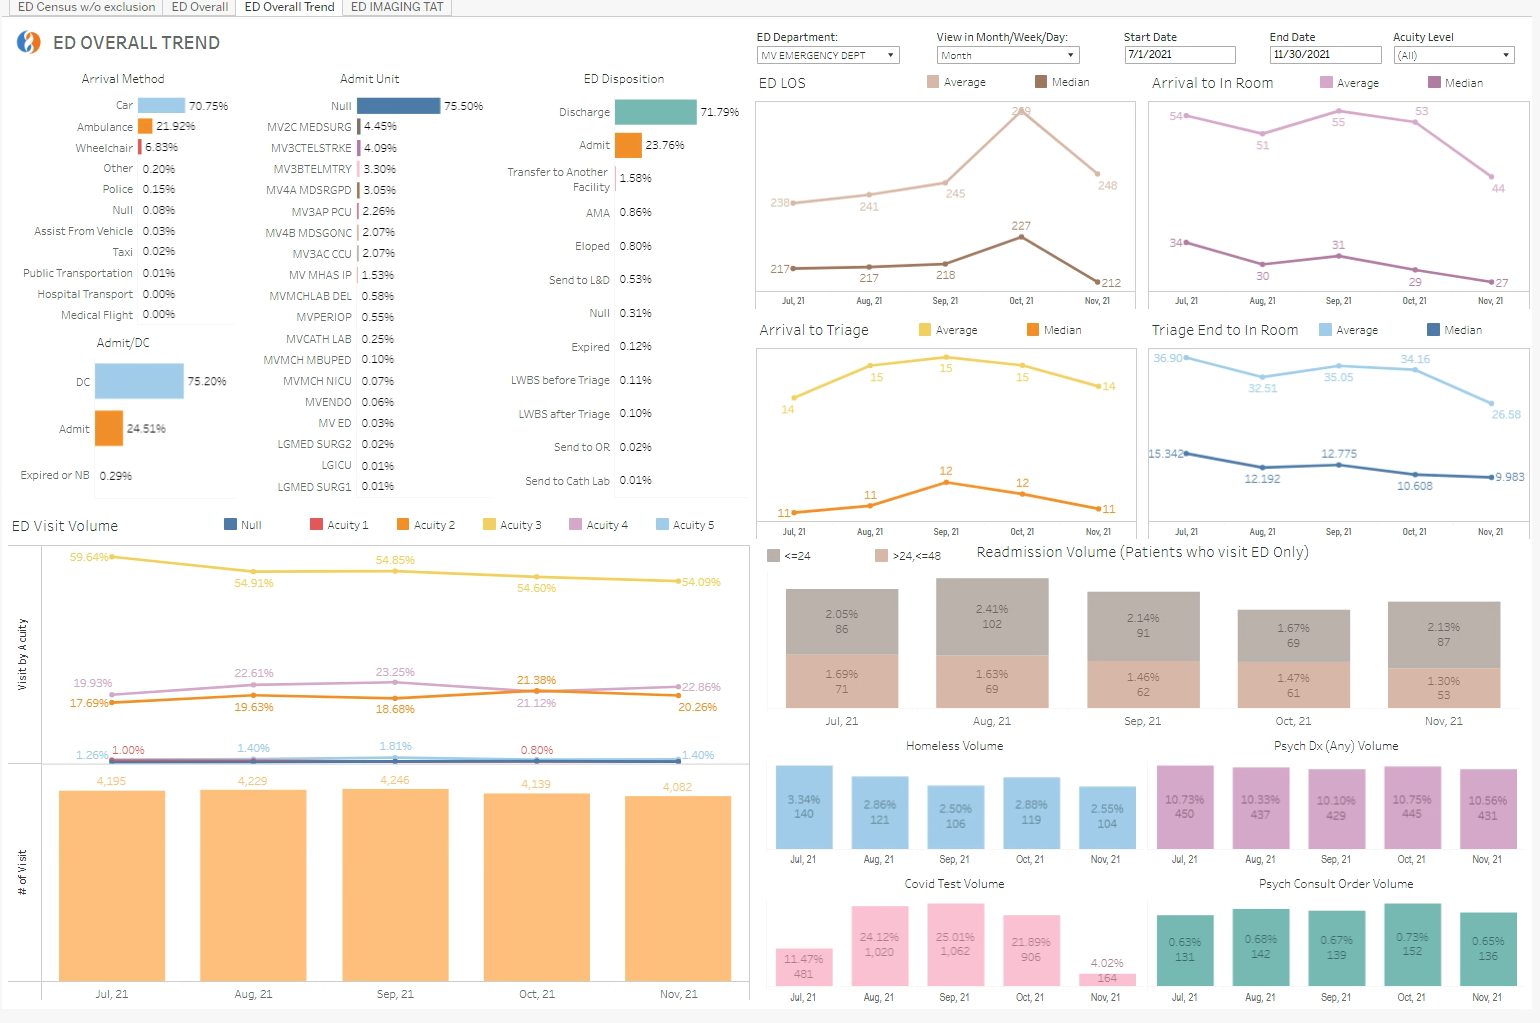 ED Census w/o exclusion
ED Overall
ED Overall Trend
ED IMAGING TAT
ED OVERALL TREND
ED Department:
MV EMERGENCY DEPT
View in Month/Week/Day:
Month
Start Date
7/1/2021
End Date
11/30/2021
Acuity Level
(All)
Arrival Method
Car 70.75%
Ambulance 21.92%
Wheelchair 6.83%
Other 0.20%
Police 0.15%
Null 0.08%
Assist From Vehicle 0.03%
Taxi 0.02%
Public Transportation 0.01%
Hospital Transport 0.00%
Medical Flight 0.00%
Admit/DC
DC 75.20%
Admit 24.51%
Expired or NB 0.29%
Admit Unit
Null 75.50%
MV2C MEDSURG 4.45%
MV3CTELSTRKE 4.09%
MV3BTELMTRY 3.30%
MV4A MDSRGPD 3.05%
MV3AP PCU 2.26%
MV4B MDSGONC 2.07%
MV3AC CCU 2.07%
MV MHAS IP 1.53%
MVMCHLAB DEL 0.58%
MVPERIOP 0.55%
MVCATH LAB 0.25%
MVMCH MBUPED 0.10%
MVMCH NICU 0.07%
MVENDO 0.06%
MV ED 0.03%
LGMED SURG2 0.02%
LGICU 0.01%
LGMED SURG1 0.01%
ED Disposition
Discharge 71.79%
Admit 23.76%
Transfer to Another
Facility 1.58%
AMA 0.86%
Eloped 0.80%
Send to L&D 0.53%
Null 0.31%
Expired 0.12%
LWBS before Triage 0.11%
LWBS after Triage 0.10%
Send to OR 0.02%
Send to Cath Lab 0.01%
ED LOS Average Median
238 241 245 269 248
217 217 218 227 212
Jul, 21 Aug, 21 Sep, 21 Oct, 21 Nov, 21
Arrival to In Room Average Median
54 51 55 53 44
34 30 31 29 27
Jul, 21 Aug, 21 Sep, 21 Oct, 21 Nov, 21
Arrival to Triage Average Median
14 15 15 15 14
11 11 12 12 11
Jul, 21 Aug, 21 Sep, 21 Oct, 21 Nov, 21
Triage End to In Room Average Median
36.90 32.51 35.05 34.16 26.58
15.342 12.192 12.775 10.608 9.983
Jul, 21 Aug, 21 Sep, 21 Oct, 21 Nov, 21
ED Visit Volume Null Acuity 1 Acuity 2 Acuity 3 Acuity 4 Acuity 5
Visit by Acuity
59.64% 54.91% 54.85% 54.60% 54.09%
19.93% 22.61% 23.25% 21.12% 22.86%
17.69% 19.63% 18.68% 21.38% 20.26%
1.26% 1.00% 1.40% 1.81% 0.80% 1.40%
# of Visit
4,195 4,229 4,246 4,139 4,082
Jul, 21 Aug, 21 Sep, 21 Oct, 21 Nov, 21
<=24 >24,<=48 Readmission Volume (Patients who visit ED Only)
2.05% 2.41% 2.14% 1.67% 2.13%
86 102 91 69 87
1.69% 1.63% 1.46% 1.47% 1.30%
71 69 62 61 53
Jul, 21 Aug, 21 Sep, 21 Oct, 21 Nov, 21
Homeless Volume
3.34% 2.86% 2.50% 2.88% 2.55%
140 121 106 119 104
Jul, 21 Aug, 21 Sep, 21 Oct, 21 Nov, 21
Psych Dx (Any) Volume
10.73% 10.33% 10.10% 10.75% 10.56%
450 437 429 445 431
Jul, 21 Aug, 21 Sep, 21 Oct, 21 Nov, 21
Covid Test Volume
11.47% 24.12% 25.01% 21.89% 4.02%
481 1,020 1,062 906 164
Jul, 21 Aug, 21 Sep, 21 Oct, 21 Nov, 21
Psych Consult Order Volume
0.63% 0.68% 0.67% 0.73% 0.65%
131 142 139 152 136
Jul, 21 Aug, 21 Sep, 21 Oct, 21 Nov, 21